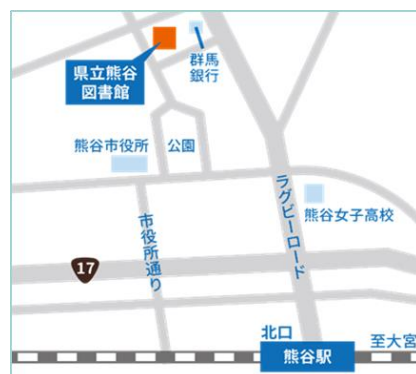 県立熊谷
図書館
群馬
銀行
熊谷市役所
公園
熊谷女子高校
市役所通り
ラグビーロード
17
北口
熊谷駅
至大宮